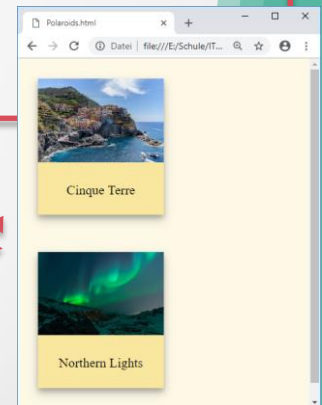 Polaroids.html
Datei | file:///E:/Schule/IT...
Cinque Terre
Northern Lights